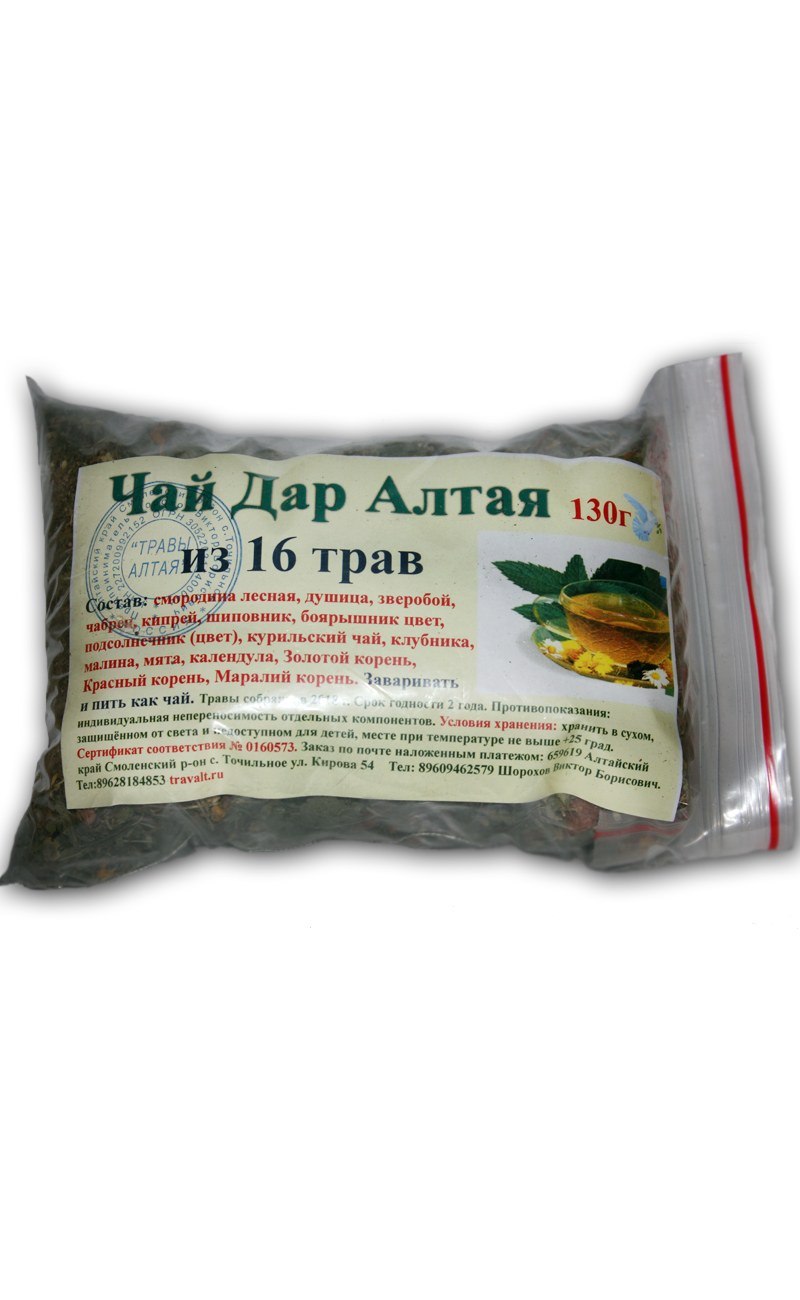 Чай Дар Алтая 130г
из 16 трав
"ТРАВЫ
АЛТАЯ"
Состав: смородина лесная, душица, зверобой,
чабрец, кипрей, шиповник, боярышник цвет,
подсолнечник (цвет), курильский чай, клубника,
малина, мята, календула, Золотой корень,
Красный корень, Маралий корень. Заваривать
и пить как чай. Травы собраны в г. Срок годности 2 года. Противопоказания:
индивидуальная непереносимость отдельных компонентов. Условия хранения: хранить в сухом,
защищённом от света и недоступном для детей, месте при температуре не выше +25 град.
Сертификат соответствия № 0160573. Заказ по почте наложенным платежом: 659619 Алтайский
край Смоленский р-он с. Точильное ул. Кирова 54 Тел: 89609462579 Шорохов Виктор Борисович.
Тел:89628184853 travalt.ru